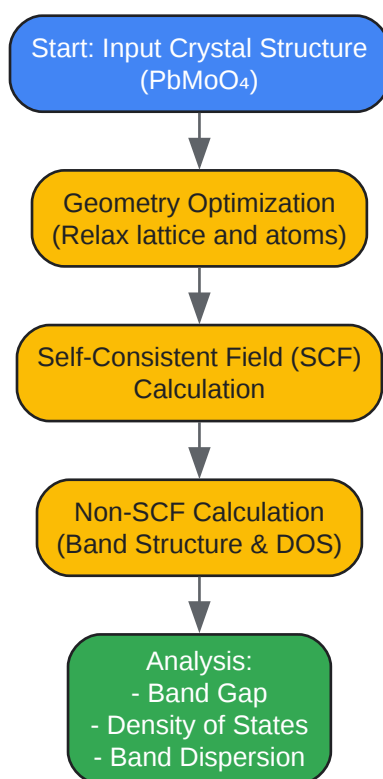 Start: Input Crystal Structure
(PbMoO₄)
Geometry Optimization
(Relax lattice and atoms)
Self-Consistent Field (SCF)
Calculation
Non-SCF Calculation
(Band Structure & DOS)
Analysis:
- Band Gap
- Density of States
- Band Dispersion